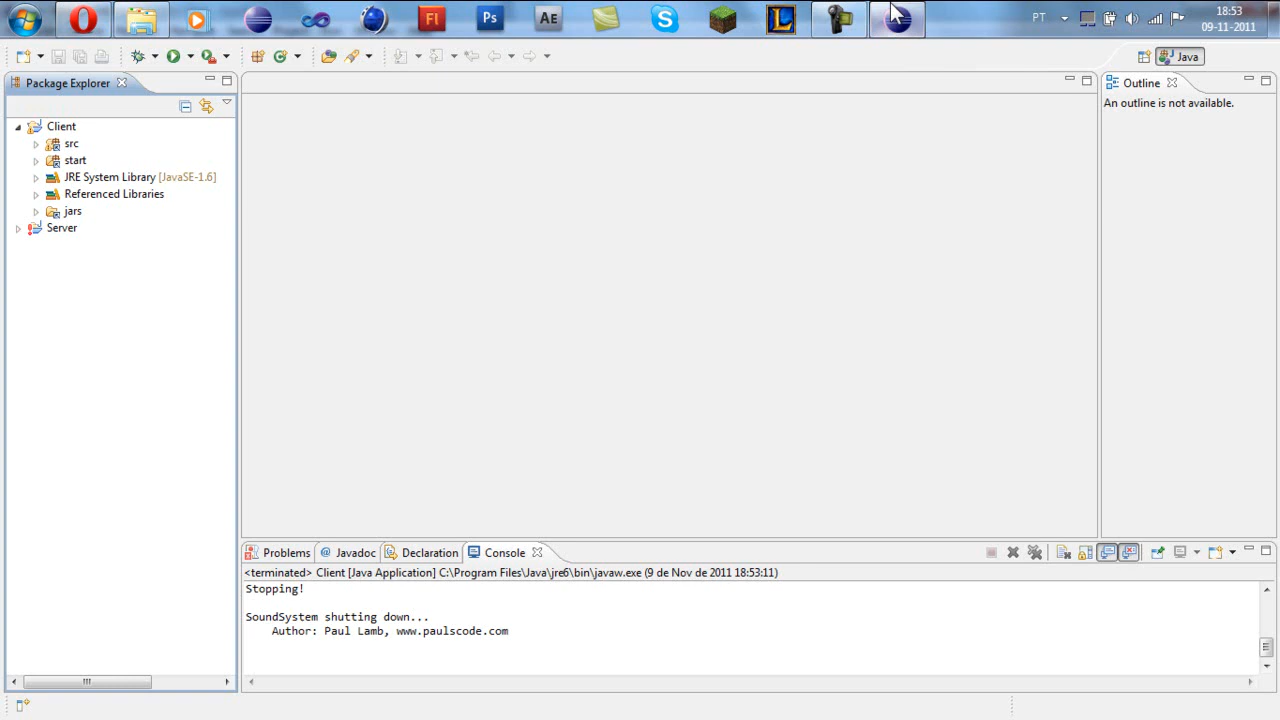 Fl
Ps
AE
L
PT
18:53
09-11-2011
Java
Package Explorer
Outline
An outline is not available.
Client
src
start
JRE System Library [JavaSE-1.6]
Referenced Libraries
jars
Server
Problems
@ Javadoc
Declaration
Console
<terminated> Client [Java Application] C:\Program Files\Java\jre6\bin\javaw.exe (9 de Nov de 2011 18:53:11)
Stopping!
SoundSystem shutting down...
Author: Paul Lamb, www.paulscode.com